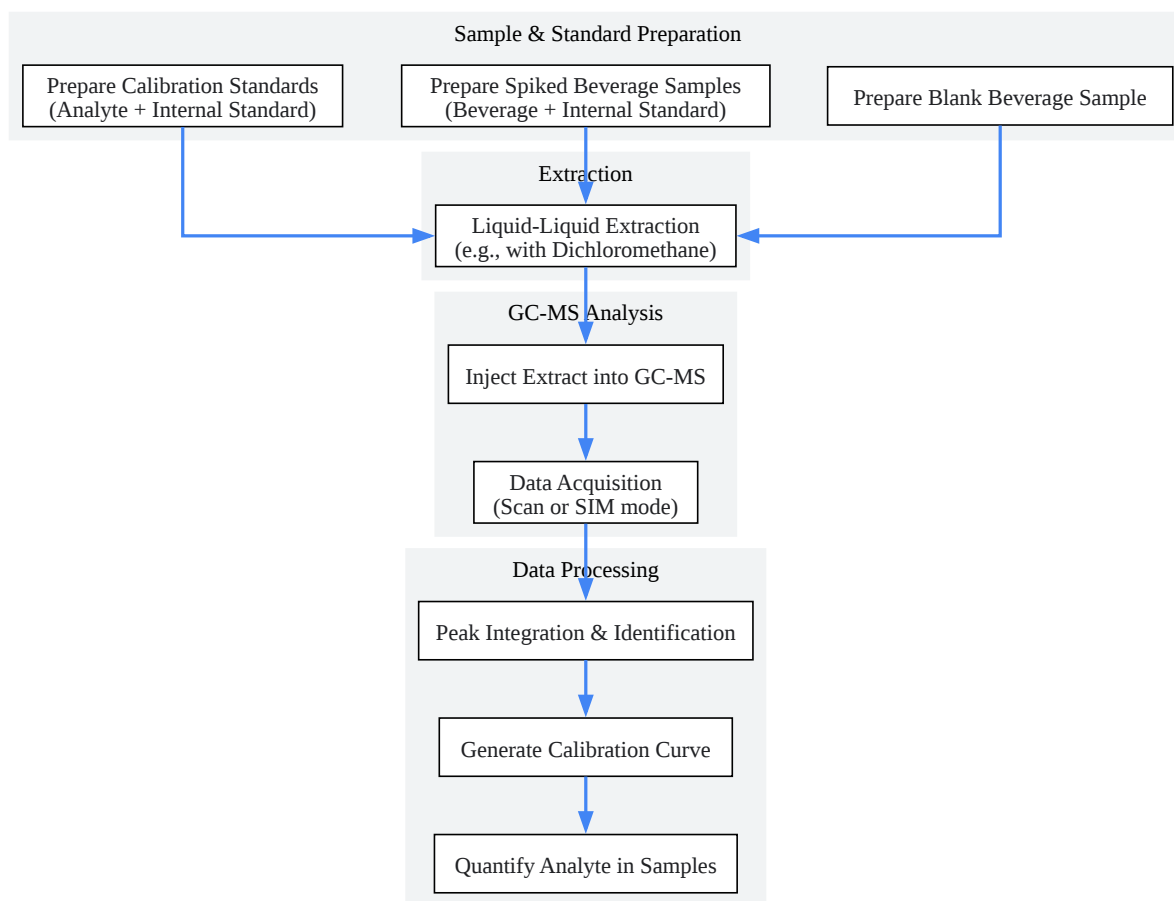 Sample & Standard Preparation
Prepare Calibration Standards
(Analyte + Internal Standard)
Prepare Spiked Beverage Samples
(Beverage + Internal Standard)
Prepare Blank Beverage Sample
Extraction
Liquid-Liquid Extraction
(e.g., with Dichloromethane)
GC-MS Analysis
Inject Extract into GC-MS
Data Acquisition
(Scan or SIM mode)
Data Processing
Peak Integration & Identification
Generate Calibration Curve
Quantify Analyte in Samples